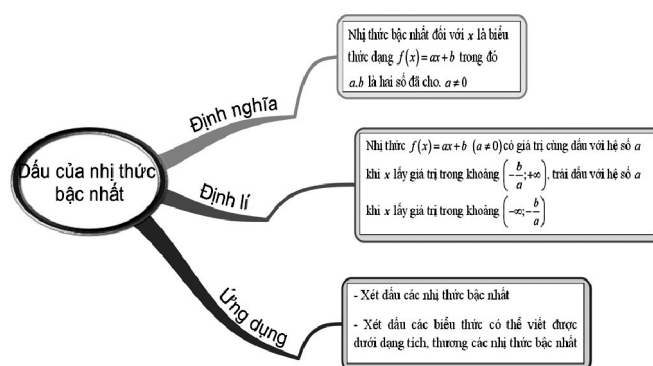 Dấu của nhị thức
bậc nhất
Định nghĩa
Nhị thức bậc nhất đối với x là biểu
thức dạng f(x)=ax+b trong đó
a.b là hai số đã cho. a≠0
Định lí
Nhị thức f(x)=ax+b (a≠0) có giá trị cùng dấu với hệ số a
khi x lấy giá trị trong khoảng (-b/a;+∞), trái dấu với hệ số a
khi x lấy giá trị trong khoảng (-∞;-b/a)
Ứng dụng
- Xét dấu các nhị thức bậc nhất
- Xét dấu các biểu thức có thể viết được
dưới dạng tích, thương các nhị thức bậc nhất